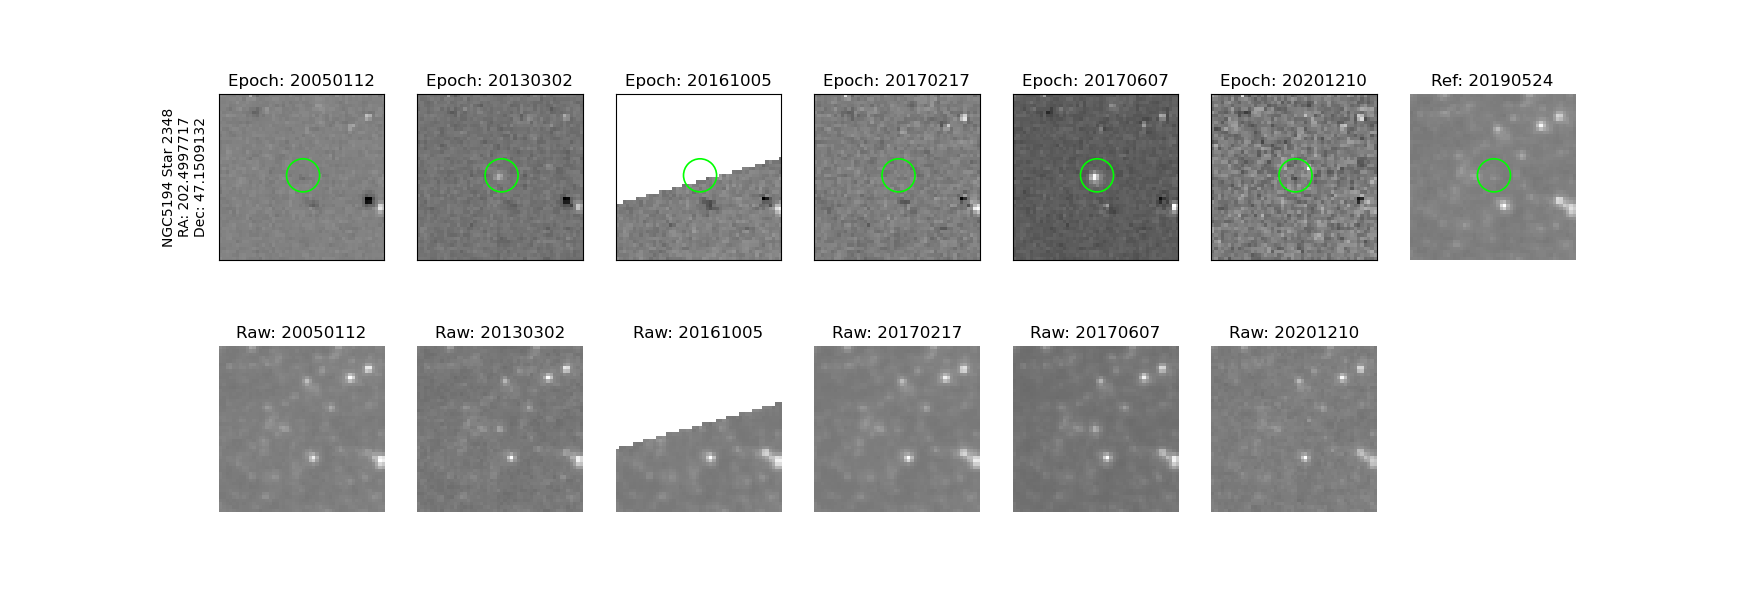 NGC5194 Star 2348
RA: 202.4997717
Dec: 47.1509132
Epoch: 20050112
Epoch: 20130302
Epoch: 20161005
Epoch: 20170217
Epoch: 20170607
Epoch: 20201210
Ref: 20190524
Raw: 20050112
Raw: 20130302
Raw: 20161005
Raw: 20170217
Raw: 20170607
Raw: 20201210